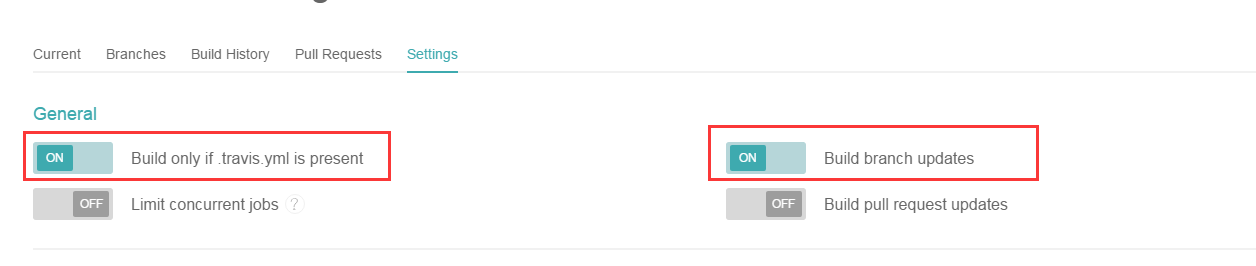 Current Branches Build History Pull Requests Settings
General
ON Build only if .travis.yml is present ON Build branch updates
OFF Limit concurrent jobs ? OFF Build pull request updates